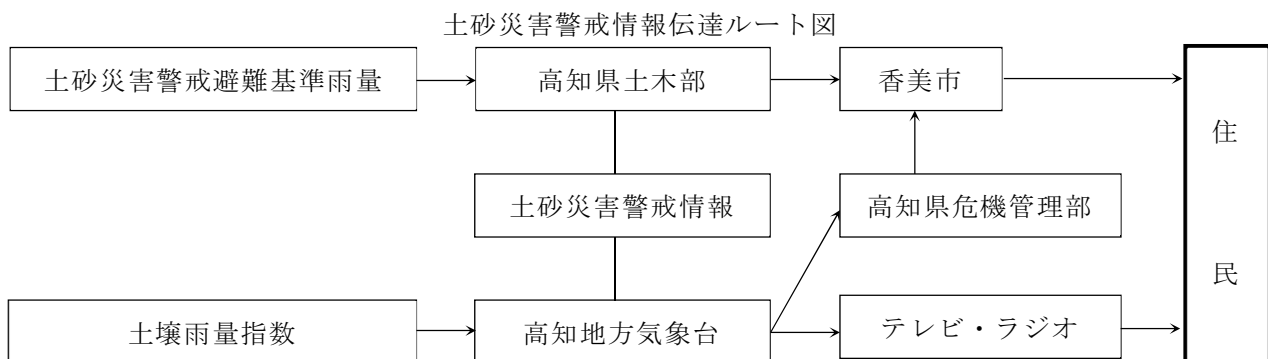 土砂災害警戒情報伝達ルート図
土砂災害警戒避難基準雨量
高知県土木部
香美市
住民
土砂災害警戒情報
高知県危機管理部
土壌雨量指数
高知地方気象台
テレビ・ラジオ